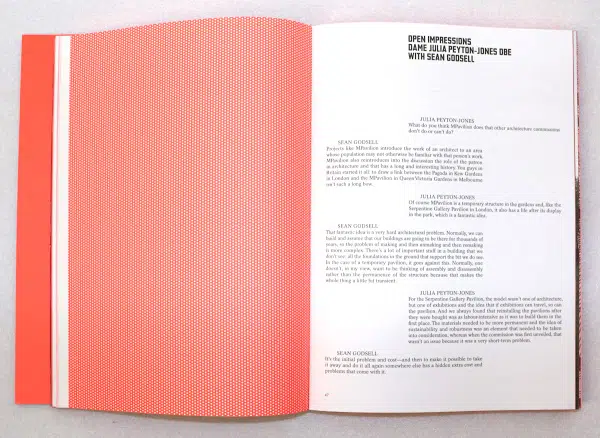 OPEN IMPRESSIONS
DAME JULIA PEYTON-JONES DBE
WITH SEAN GODSELL
JULIA PEYTON-JONES
What do you think MPavilion does that other architecture commissions
don't do or can't do?
SEAN GODSELL
Projects like MPavilion introduce the work of an architect to an area
whose population may not otherwise be familiar with that person's work.
MPavilion also reintroduces into the discussion the role of the patron
in architecture and that has a long and interesting history. You guys in
Britain started it all: to draw a link between the Pagoda in Kew Gardens
in London and the MPavilion in Queen Victoria Gardens in Melbourne
isn't such a long bow.
JULIA PEYTON-JONES
Of course MPavilion is a temporary structure in the gardens and, like the
Serpentine Gallery Pavilion in London, it also has a life after its display
in the park, which is a fantastic idea.
SEAN GODSELL
That fantastic idea is a very hard architectural problem. Normally, we can
build and ensure that our buildings are going to be there for thousands of
years, so the problem of making and then unmaking and then remaking
is more complex. There's a lot of important stuff in a building that we
don't see: all the foundations in the ground that support the bit we do see.
In the case of a temporary pavilion, it goes against this. Normally, one
doesn't, in my view, want to be thinking of assembly and disassembly
rather than the permanence of the structure because that makes the
whole thing a little bit transient.
JULIA PEYTON-JONES
For the Serpentine Gallery Pavilion, the model wasn't one of architecture,
but one of exhibitions and the idea that if exhibitions can travel, so can
the pavilion. And we always found that reinstalling the pavilions after
they were bought was as labour-intensive as it was to build them in the
first place. The materials needed to be more permanent and the idea of
sustainability and robustness was an element that needed to be taken
into consideration, whereas when the commission was first unveiled, that
wasn't an issue because it was a very short-term problem.
SEAN GODSELL
It's the initial problem and cost—and then to make it possible to take
it away and do it all again somewhere else has a hidden extra cost and
problems that come with it.